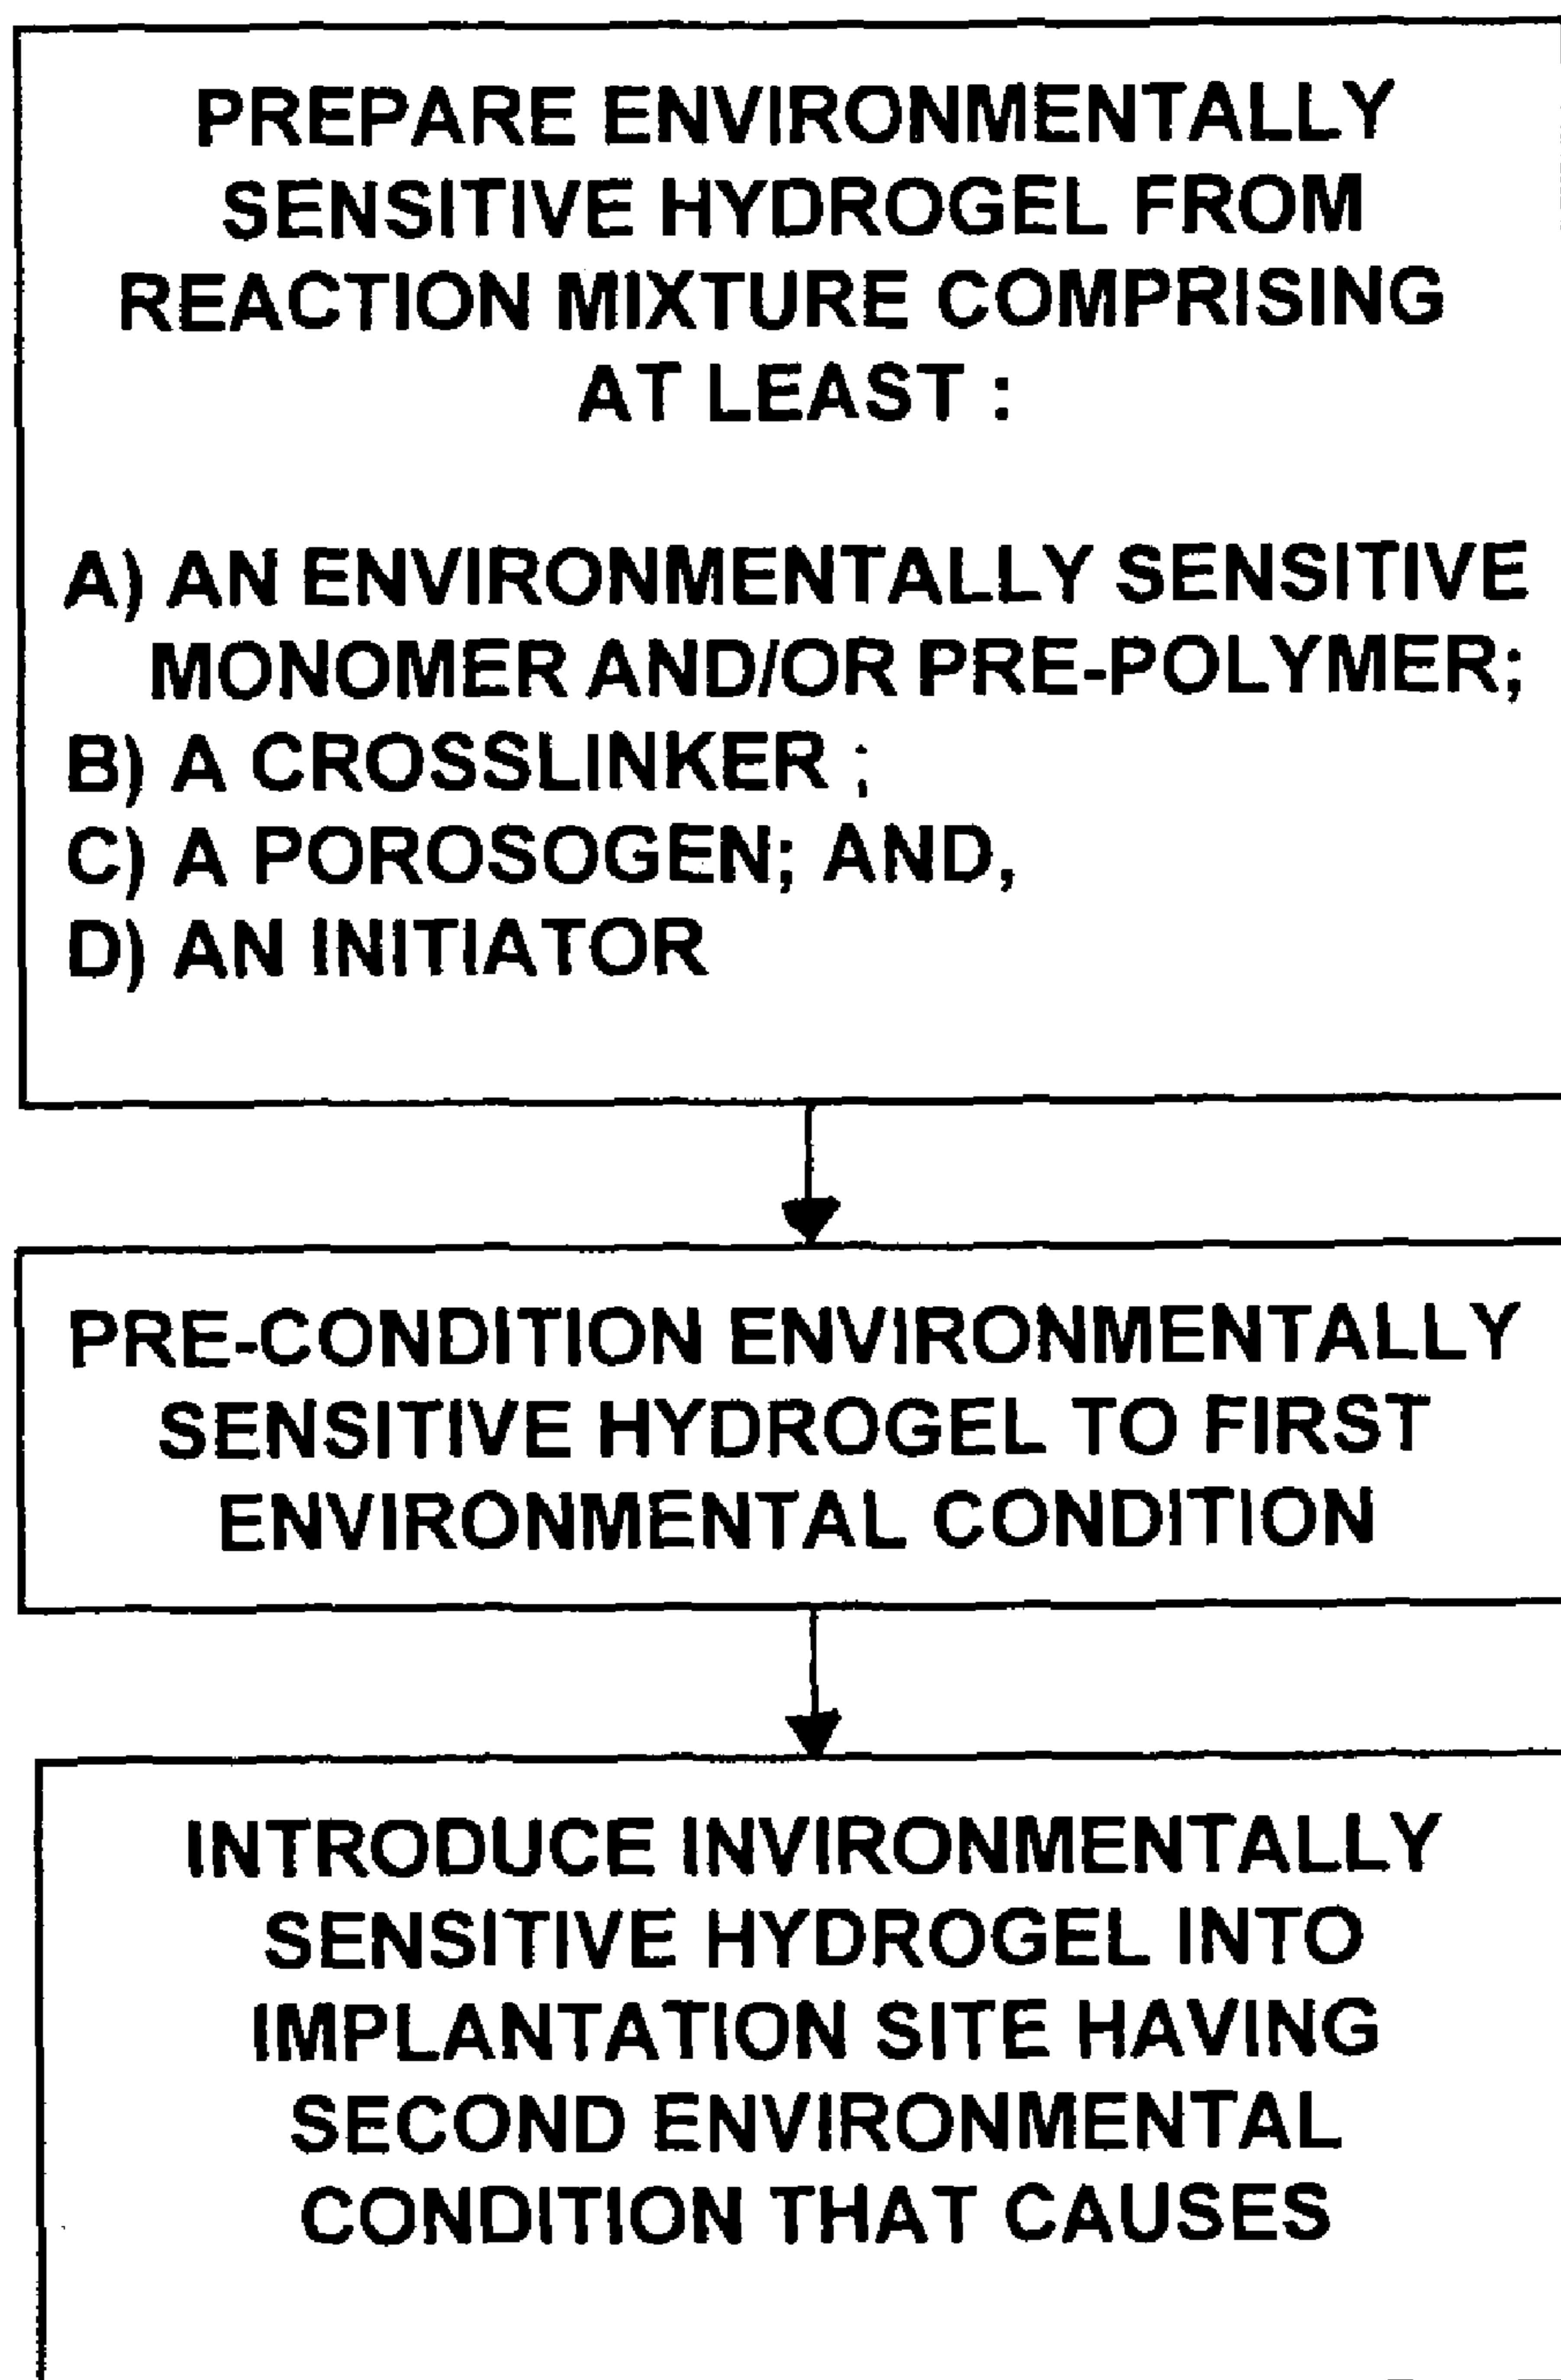 PREPARE ENVIRONMENTALLY
SENSITIVE HYDROGEL FROM
REACTION MIXTURE COMPRISING
AT LEAST :
A) AN ENVIRONMENTALLY SENSITIVE
MONOMER AND/OR PRE-POLYMER;
B) A CROSSLINKER ;
C) A POROSOGEN; AND,
D) AN INITIATOR
PRE-CONDITION ENVIRONMENTALLY
SENSITIVE HYDROGEL TO FIRST
ENVIRONMENTAL CONDITION
INTRODUCE INVIRONMENTALLY
SENSITIVE HYDROGEL INTO
IMPLANTATION SITE HAVING
SECOND ENVIRONMENTAL
CONDITION THAT CAUSES